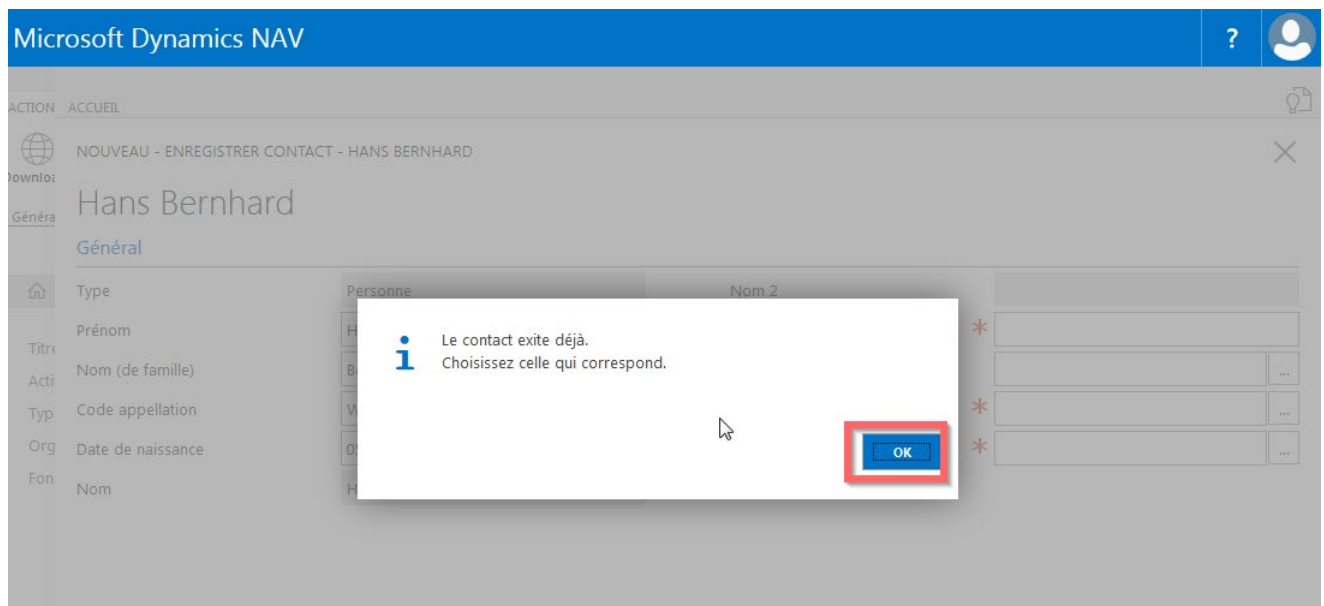 Microsoft Dynamics NAV ?
ACTION ACCUEIL
NOUVEAU - ENREGISTRER CONTACT - HANS BERNHARD
Hans Bernhard
Général
Type Personne Nom 2
Prénom H
Le contact exite déjà.
Choisissez celle qui correspond.
Nom (de famille)
Code appellation
Date de naissance
OK
Nom H